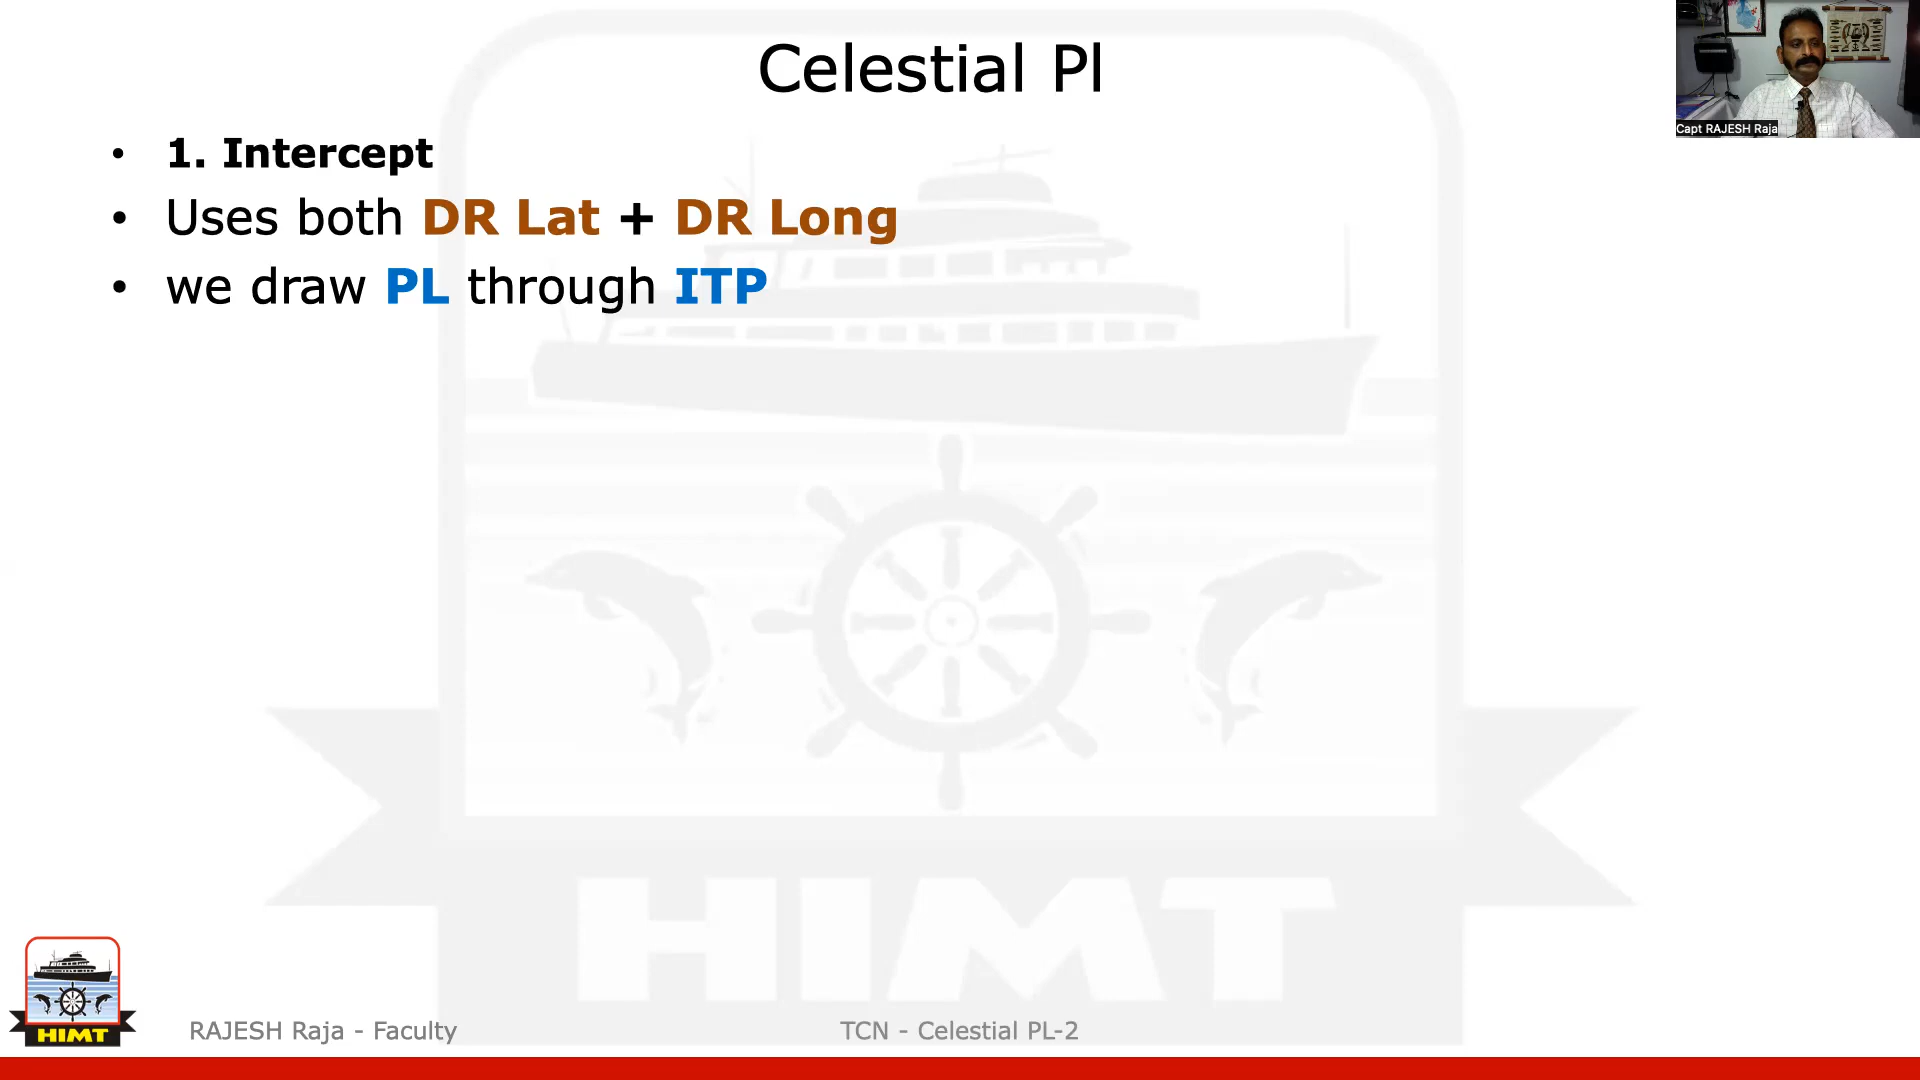 Celestial Pl
Capt RAJESH Raja
• 1. Intercept
• Uses both DR Lat + DR Long
• we draw PL through ITP
HIMT
HIMT
RAJESH Raja - Faculty
TCN - Celestial PL-2